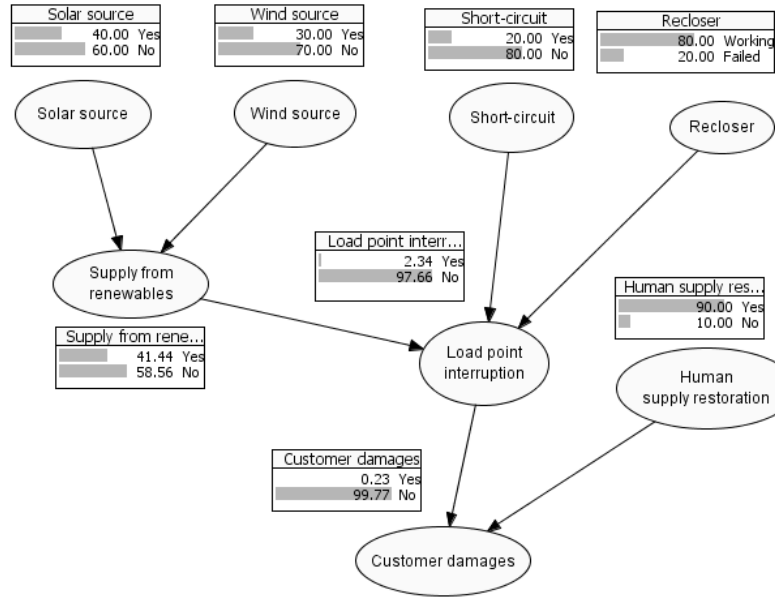 Solar source
40.00 Yes
60.00 No
Wind source
30.00 Yes
70.00 No
Short-circuit
20.00 Yes
80.00 No
Recloser
80.00 Working
20.00 Failed
Solar source
Wind source
Short-circuit
Recloser
Supply from
renewables
Load point interr...
2.34 Yes
97.66 No
Human supply res...
90.00 Yes
10.00 No
Supply from rene...
41.44 Yes
58.56 No
Load point
interruption
Human
supply restoration
Customer damages
0.23 Yes
99.77 No
Customer damages